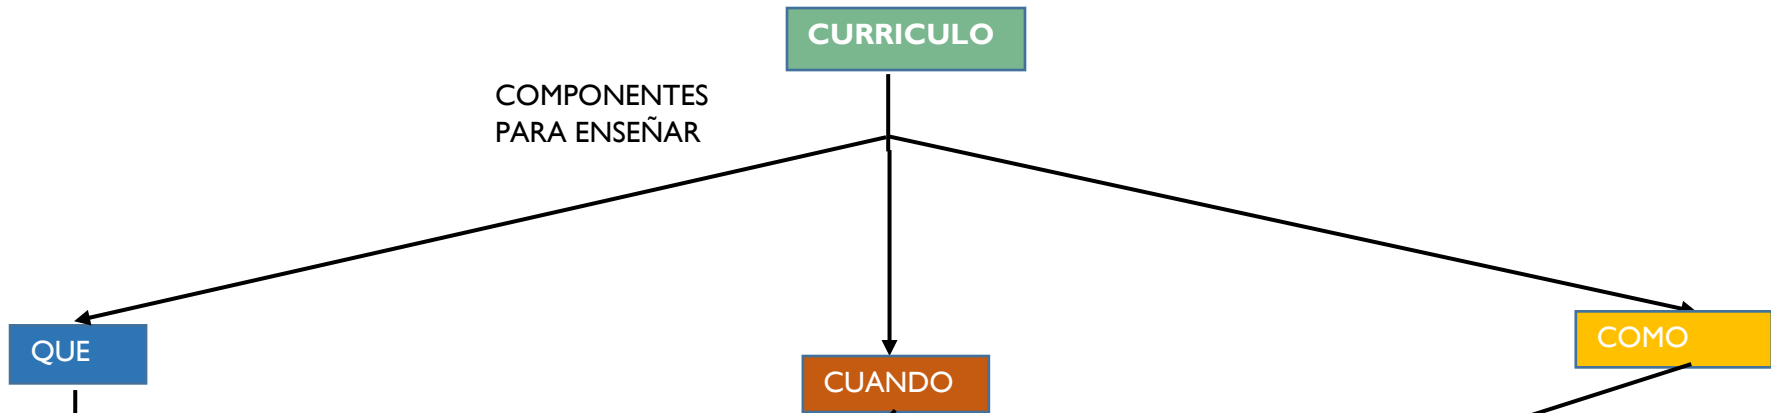 CURRICULO
COMPONENTES
PARA ENSEÑAR
QUE
CUANDO
COMO